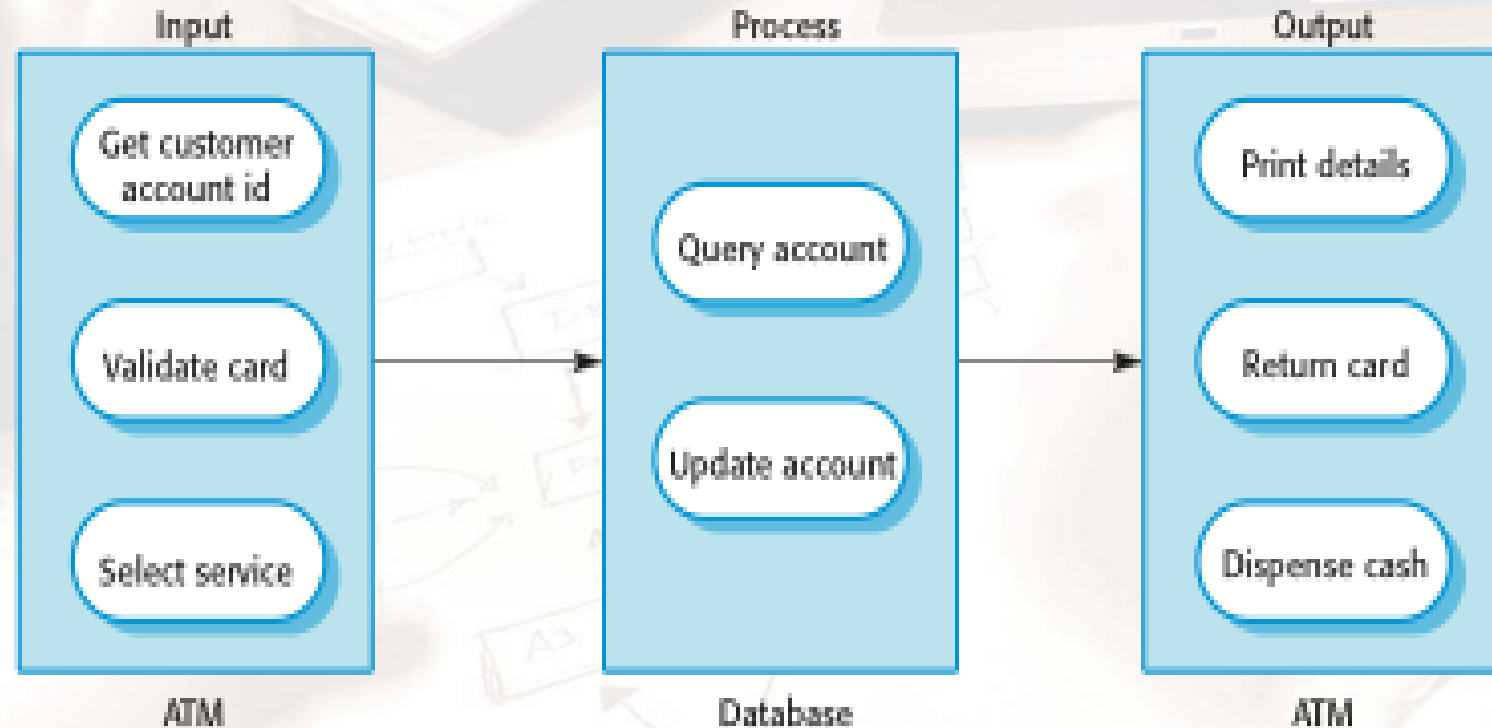 Input
Process
Output
Get customer
account id
Validate card
Select service
Query account
Update account
Print details
Return card
Dispense cash
ATM
Database
ATM